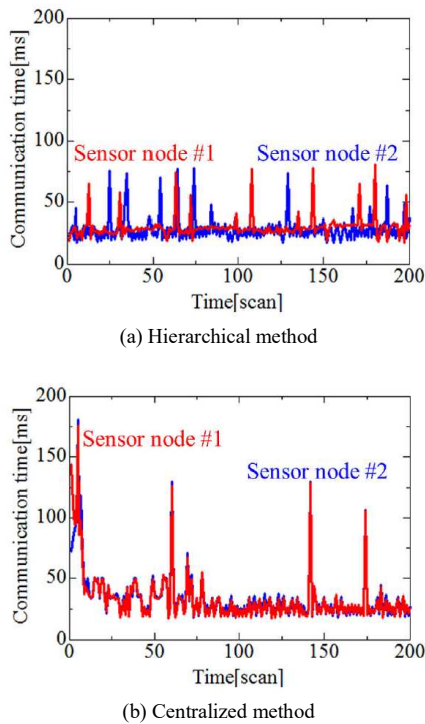 200
150
100
50
0
Communication time[ms]
Sensor node #1
Sensor node #2
0
50
100
150
200
Time[scan]
(a) Hierarchical method
200
150
100
50
0
Communication time[ms]
Sensor node #1
Sensor node #2
0
50
100
150
200
Time[scan]
(b) Centralized method